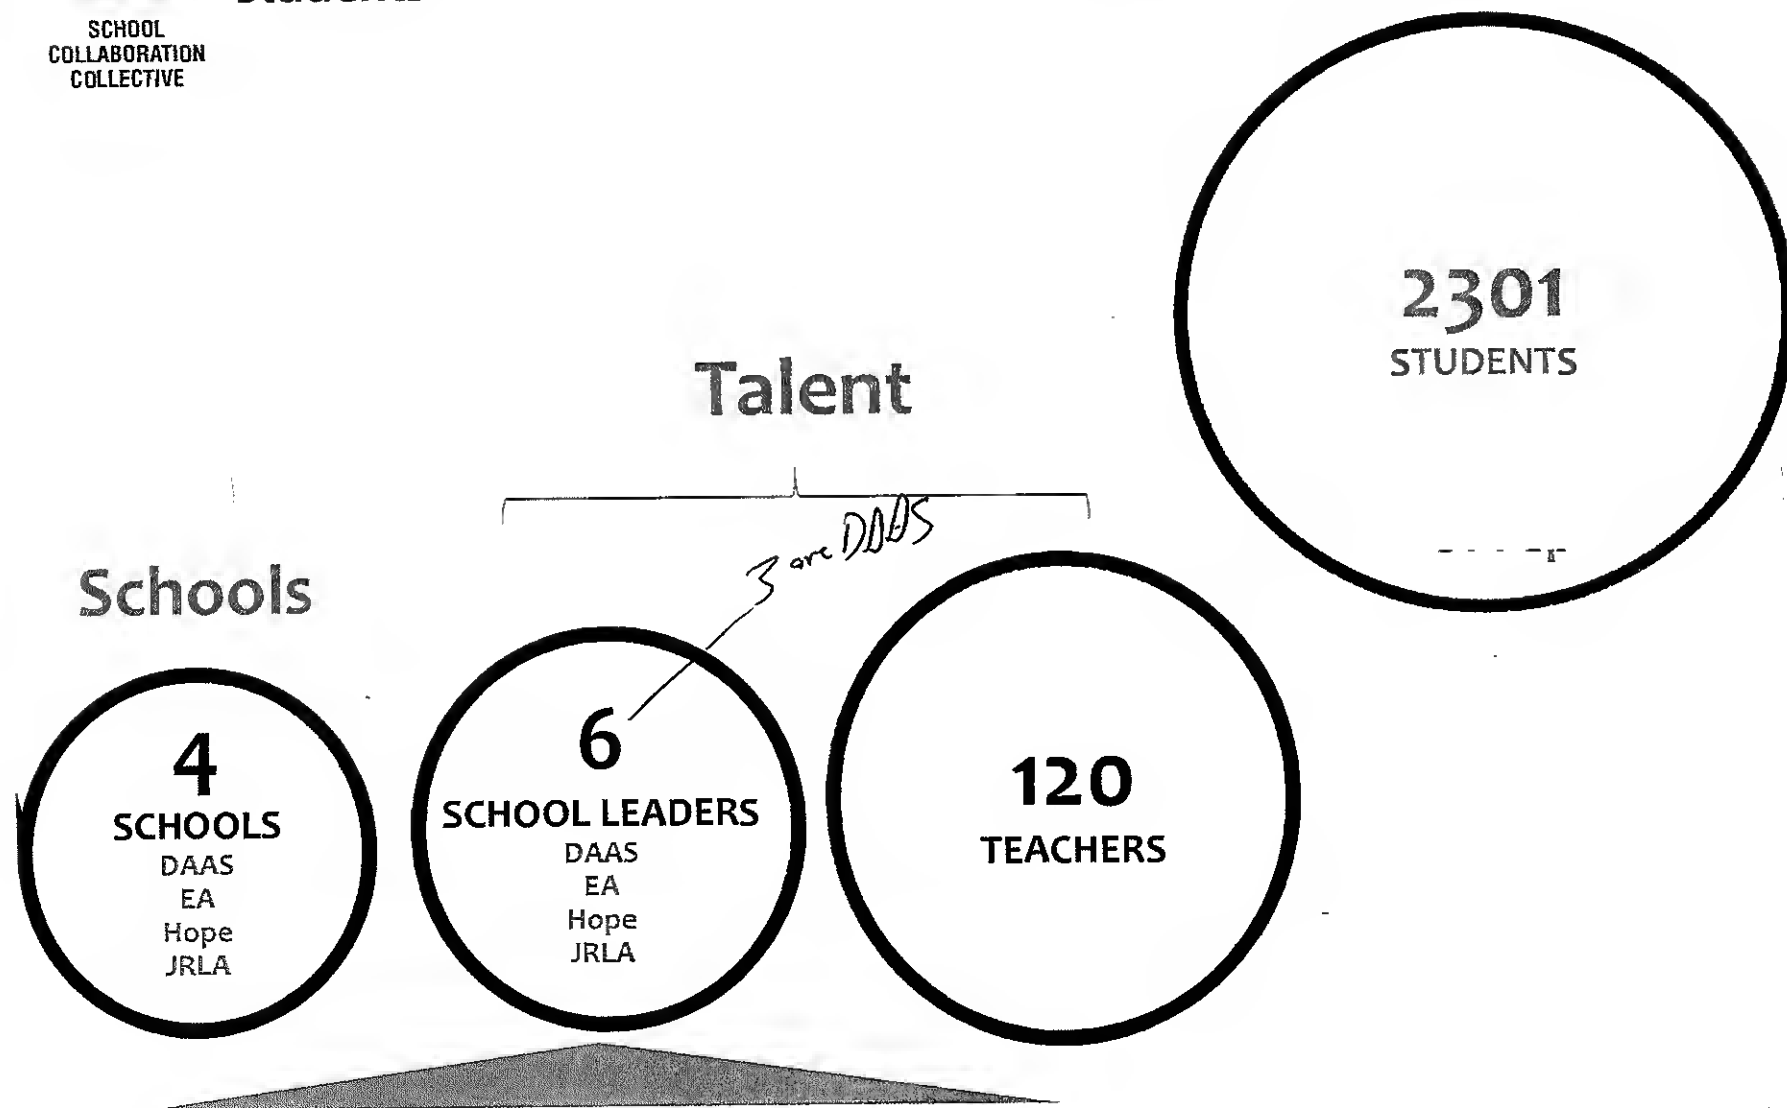 SCHOOL
COLLABORATION
COLLECTIVE
2301
STUDENTS
Talent
3 are DAAS
Schools
4
SCHOOLS
DAAS
EA
Hope
JRLA
6
SCHOOL LEADERS
DAAS
EA
Hope
JRLA
120
TEACHERS